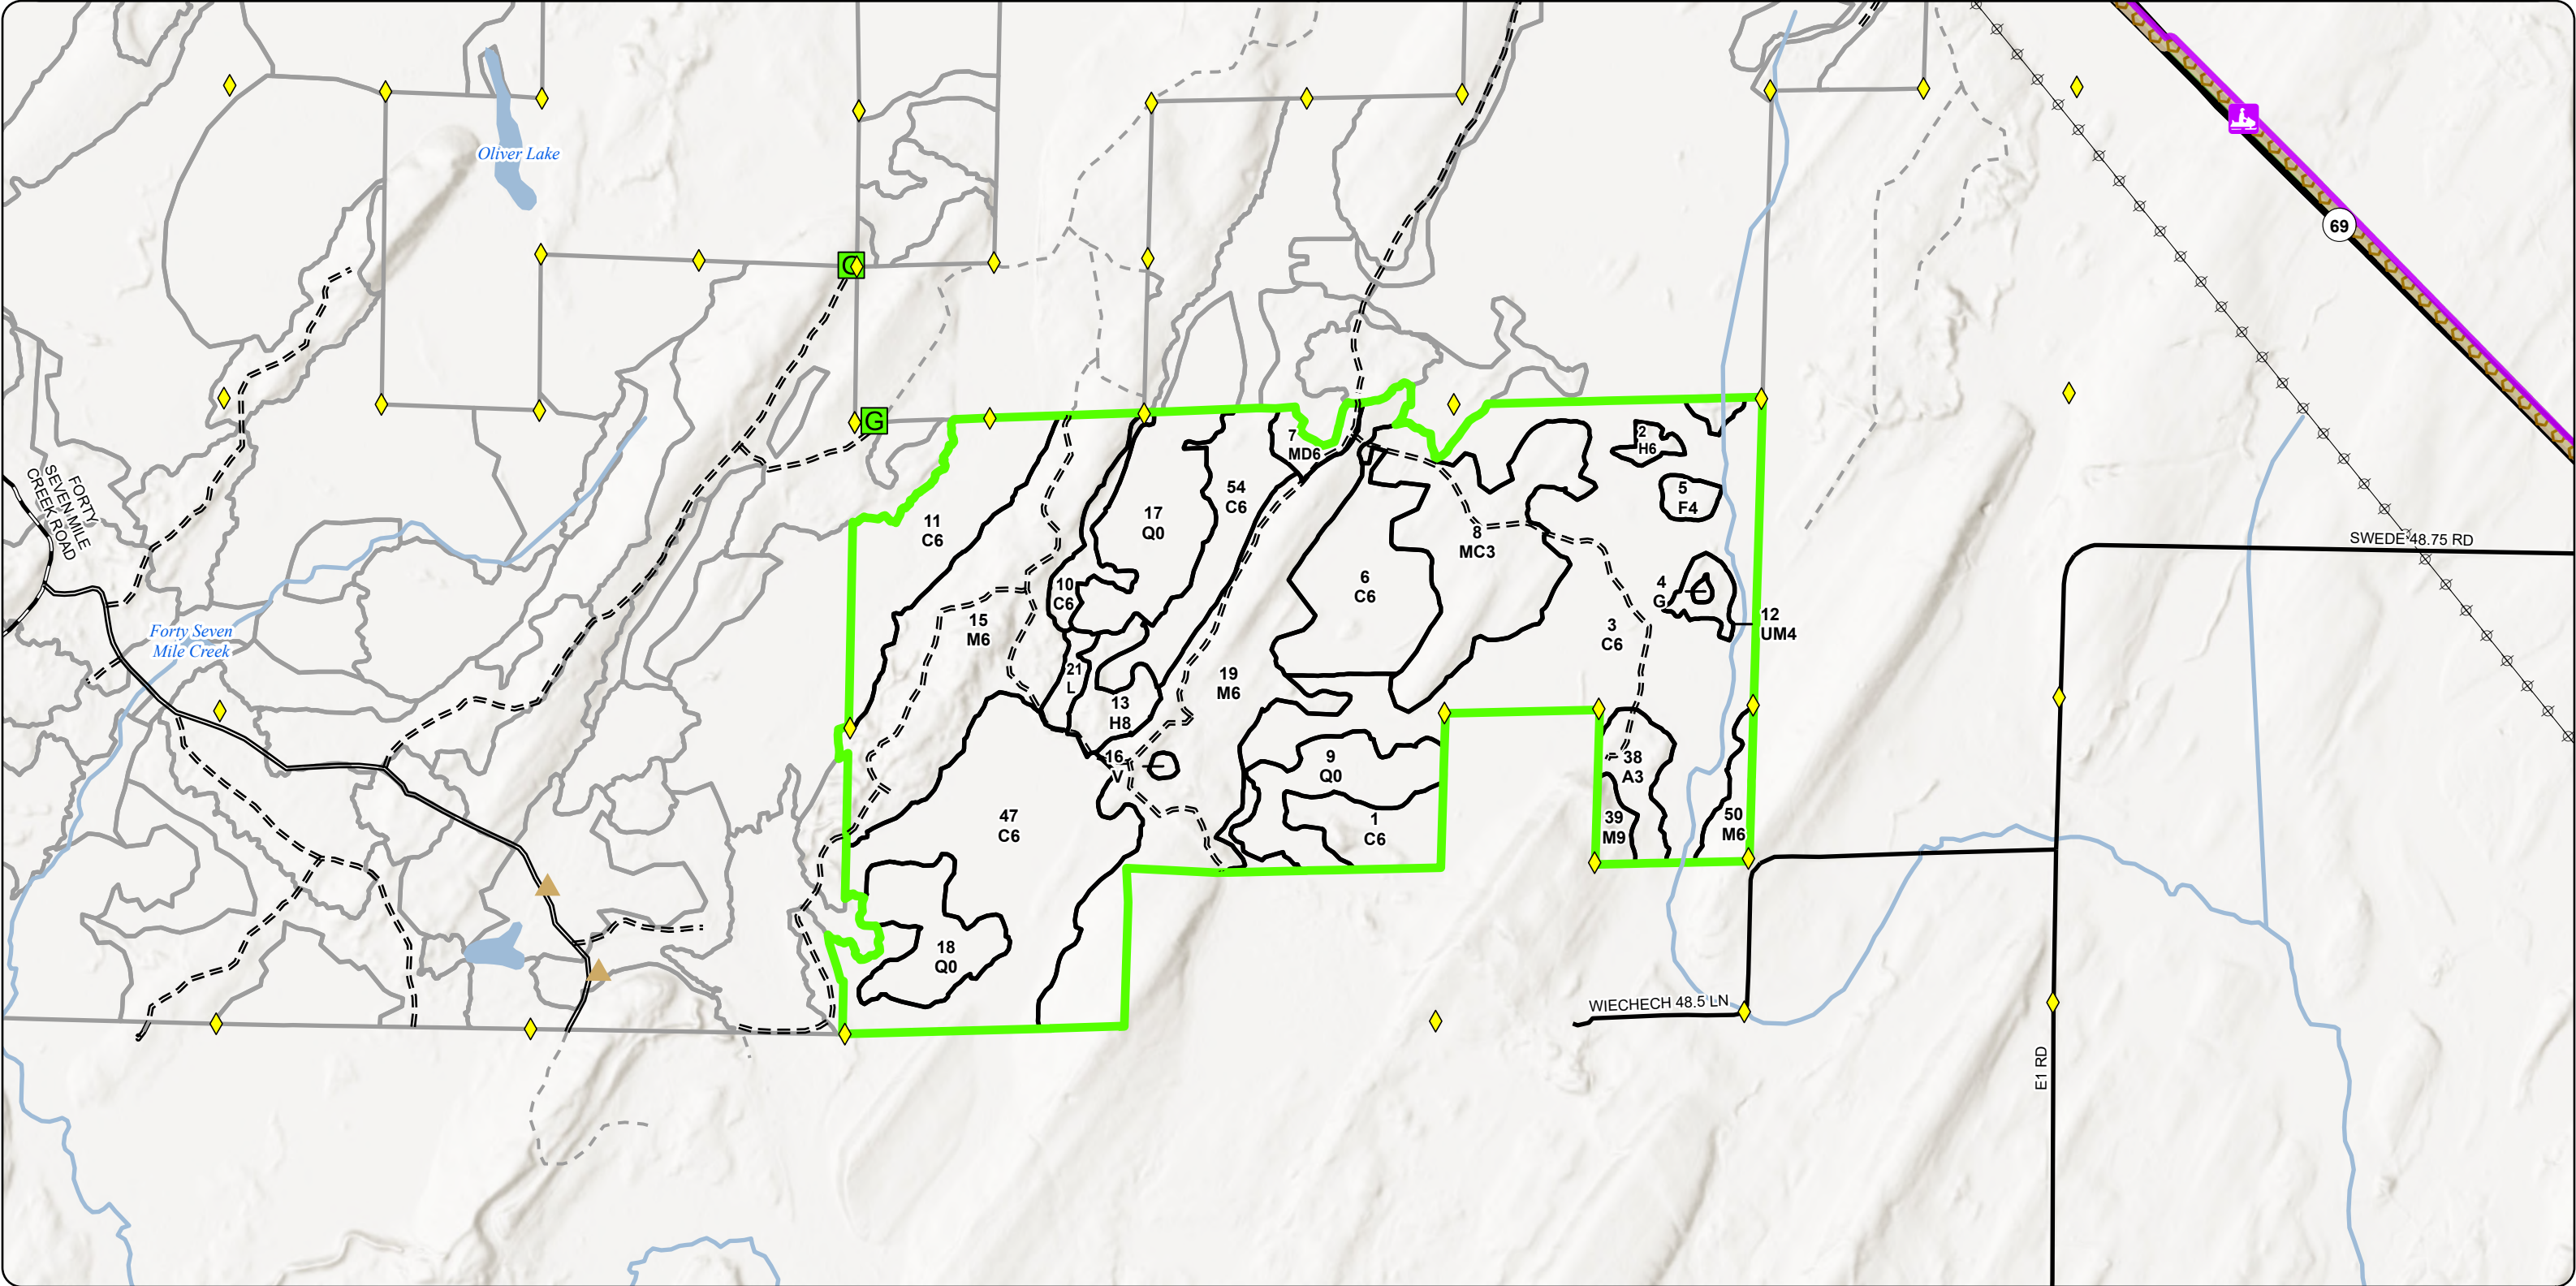 69
Oliver Lake
C
G
7
MD6
2
H6
54
C6
5
F4
17
Q0
11
C6
8
MC3
FORTY
SEVEN MILE
CREEK ROAD
SWEDE 48.75 RD
10
C6
6
C6
4
G
12
UM4
15
M6
3
C6
Forty Seven
Mile Creek
21
L
19
M6
13
H8
16
V
9
Q0
38
A3
47
C6
1
C6
39
M9
50
M6
18
Q0
WIECHECH 48.5 LN
E1 RD